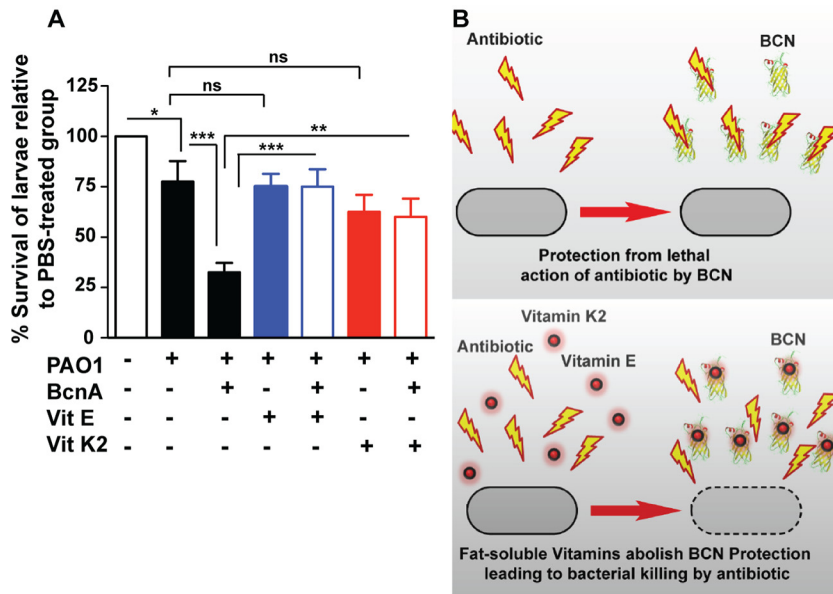 A
% Survival of larvae relative
to PBS-treated group
125
100
75
50
25
0
ns
ns
*
***
**
***
PAO1 - + + + + + +
BcnA - - + - + - +
Vit E - - - + + - -
Vit K2 - - - - - + +
B
Antibiotic
BCN
Protection from lethal
action of antibiotic by BCN
Vitamin K2
Antibiotic
Vitamin E
BCN
Fat-soluble Vitamins abolish BCN Protection
leading to bacterial killing by antibiotic